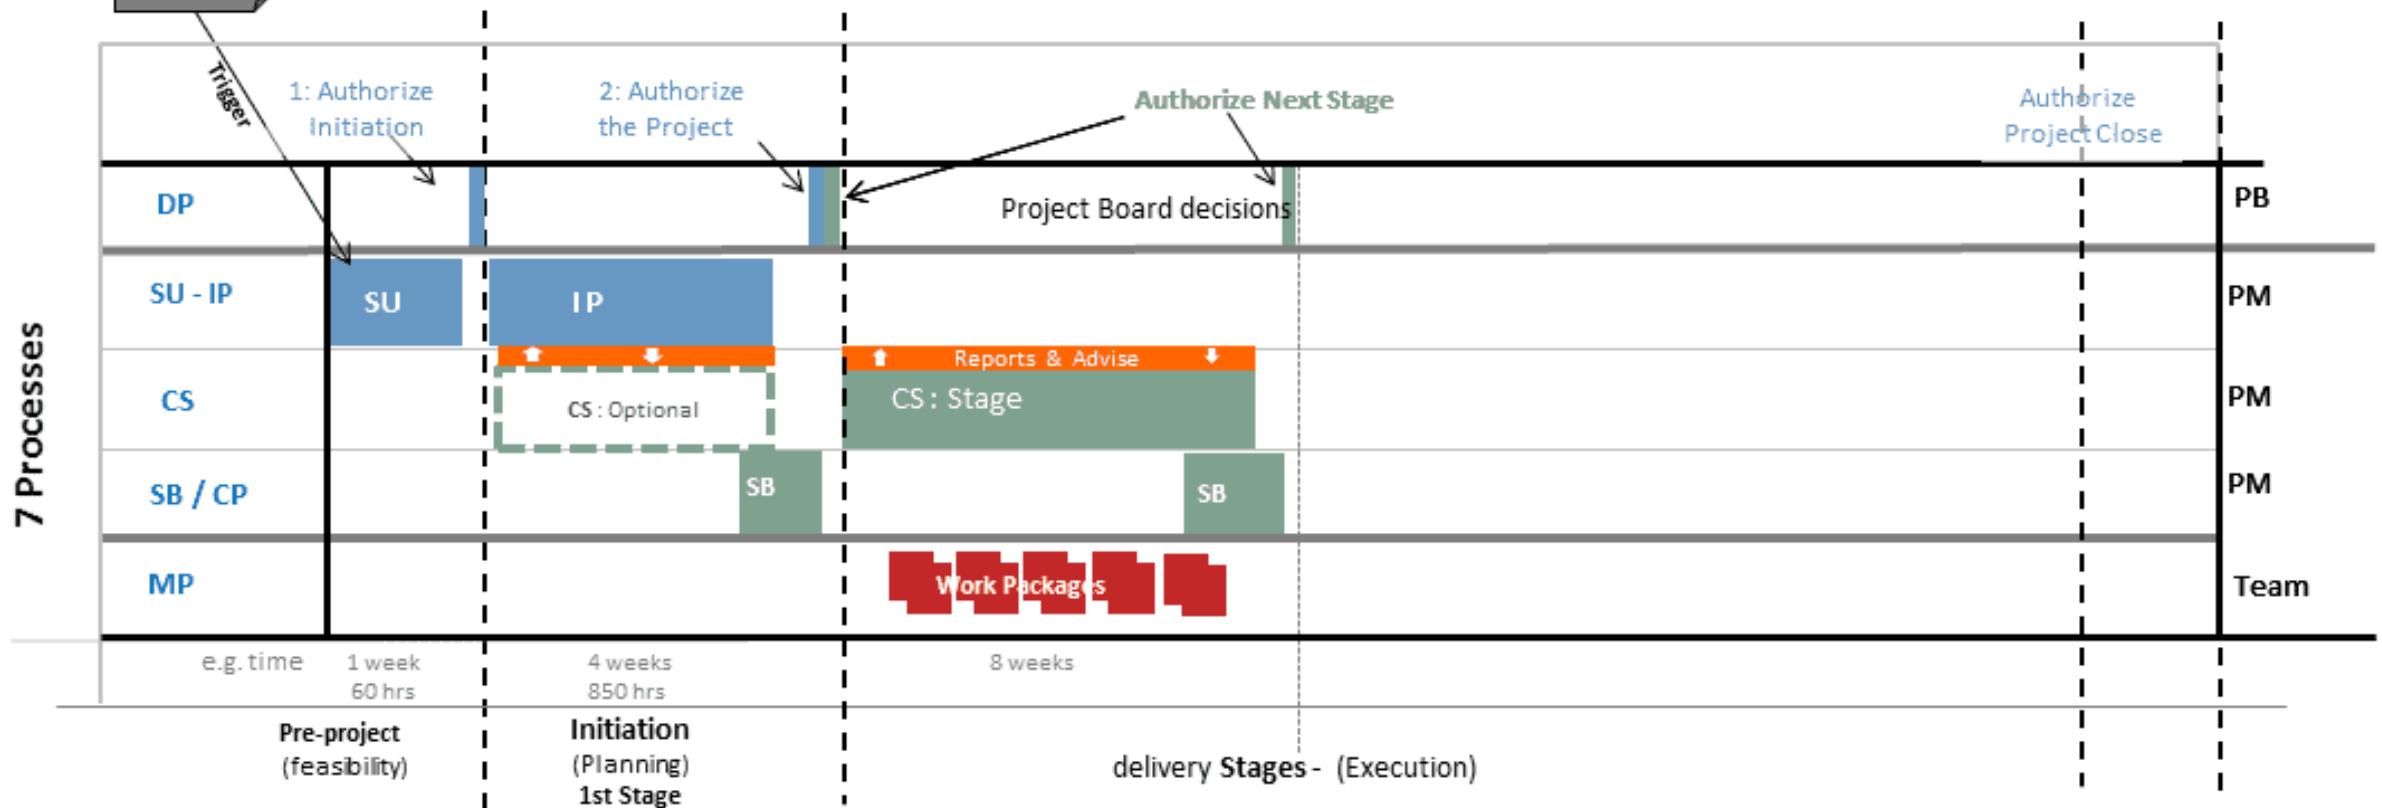 Trigger
1: Authorize
Initiation
2: Authorize
the Project
Authorize Next Stage
Authorize
Project Close
DP
Project Board decisions
PB
SU - IP
SU
IP
PM
Reports & Advise
CS
CS : Optional
CS : Stage
PM
SB / CP
SB
SB
PM
MP
Work Packages
Team
7 Processes
e.g. time
1 week
60 hrs
4 weeks
850 hrs
8 weeks
Pre-project
(feasibility)
Initiation
(Planning)
1st Stage
delivery Stages - (Execution)